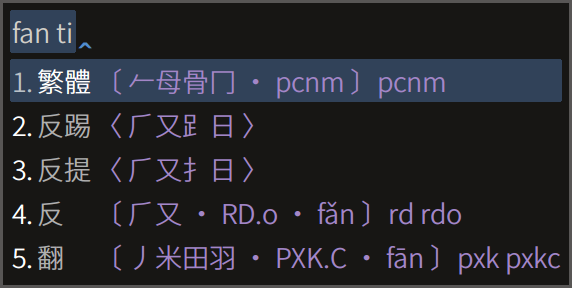 fan ti‸
1. 繁體 〔 𠂉母骨冂 · pcnm 〕 pcnm
2. 反踢 〈 厂又𧾷 日 〉
3. 反提 〈 厂又扌日 〉
4. 反 〔 厂又 · RD.o · fǎn 〕 rd rdo
5. 翻 〔 丿米田羽 · PXK.C · fān 〕 pxk pxkc